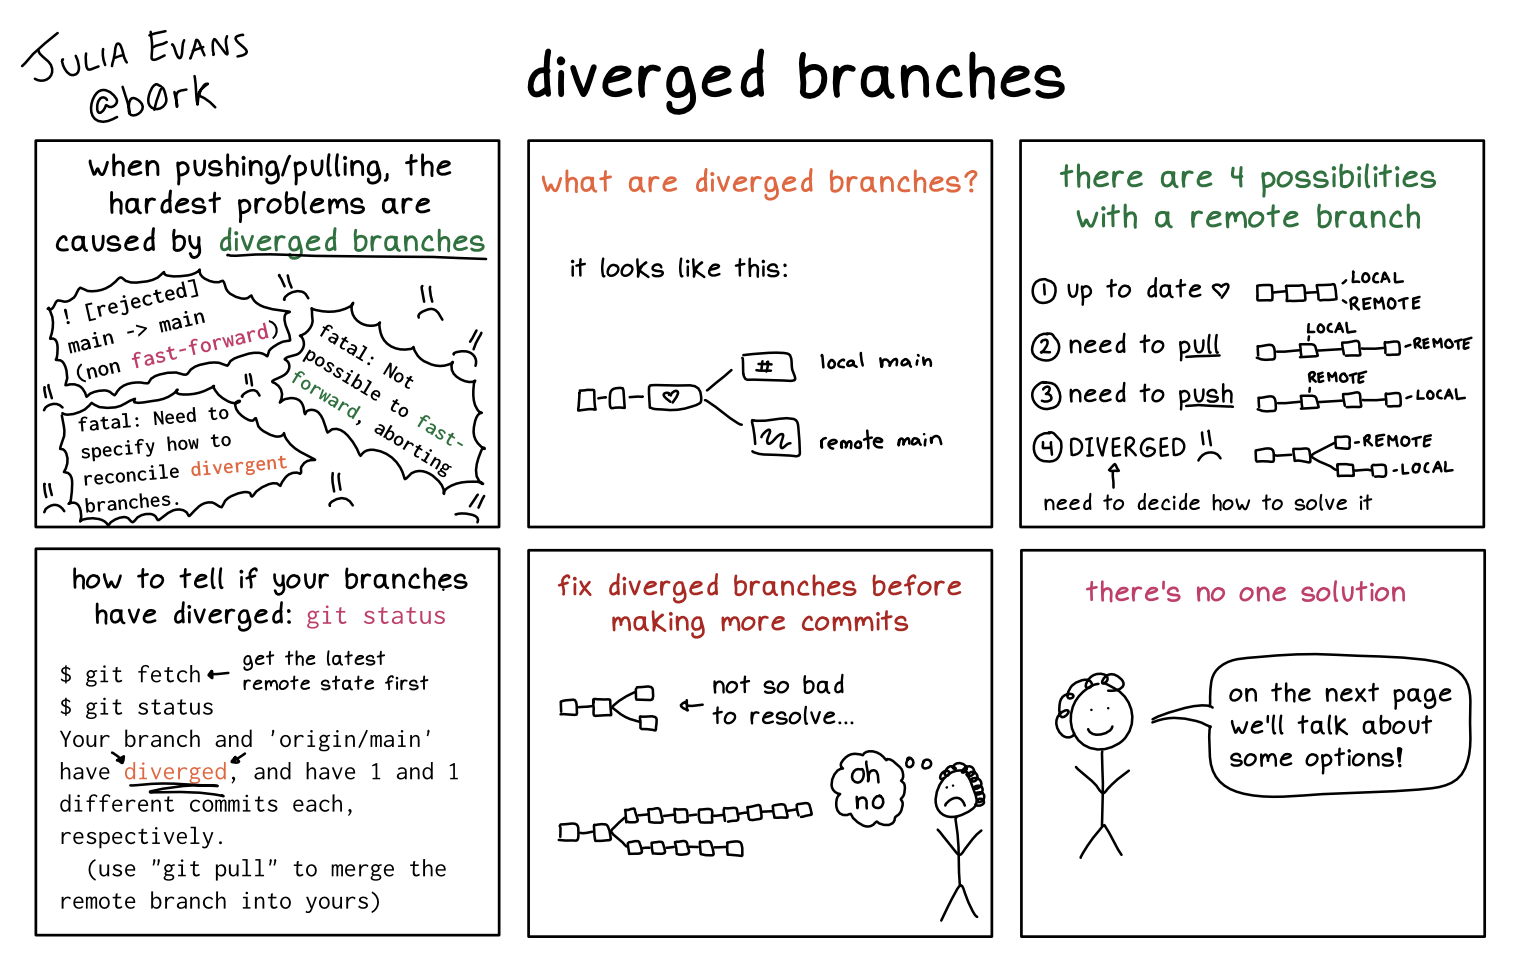 JULIA EVANS
@b0rk
diverged branches
when pushing/pulling, the
hardest problems are
caused by diverged branches
! [rejected]
main -> main
(non fast-forward)
fatal: Not
possible to fast-
forward, aborting
fatal: Need to
specify how to
reconcile divergent
branches.
what are diverged branches?
it looks like this:
#
local main
remote main
there are 4 possibilities
with a remote branch
① up to date ♡
LOCAL
REMOTE
② need to pull
LOCAL
REMOTE
③ need to push
REMOTE
LOCAL
④ DIVERGED
REMOTE
LOCAL
need to decide how to solve it
how to tell if your branches
have diverged: git status
$ git fetch
get the latest
remote state first
$ git status
Your branch and 'origin/main'
have diverged, and have 1 and 1
different commits each,
respectively.
(use "git pull" to merge the
remote branch into yours)
fix diverged branches before
making more commits
not so bad
to resolve...
oh
no
there's no one solution
on the next page
we'll talk about
some options!